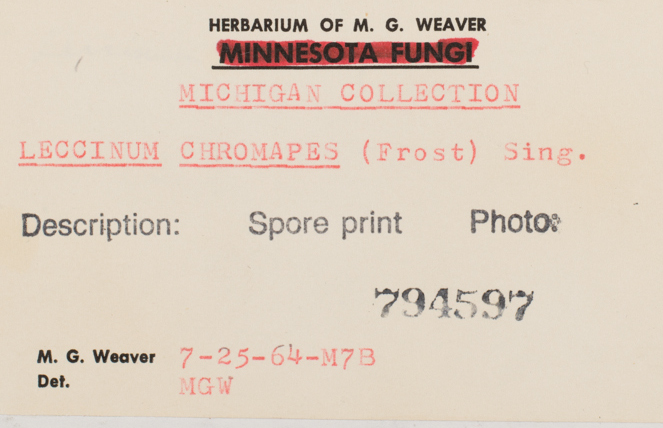 HERBARIUM OF M. G. WEAVER
MINNESOTA FUNGI
MICHIGAN COLLECTION
LECCINUM CHROMAPES (Frost) Sing.
Description: Spore print Photo:
794597
M. G. Weaver 7-25-64-M7B
Det. MGW